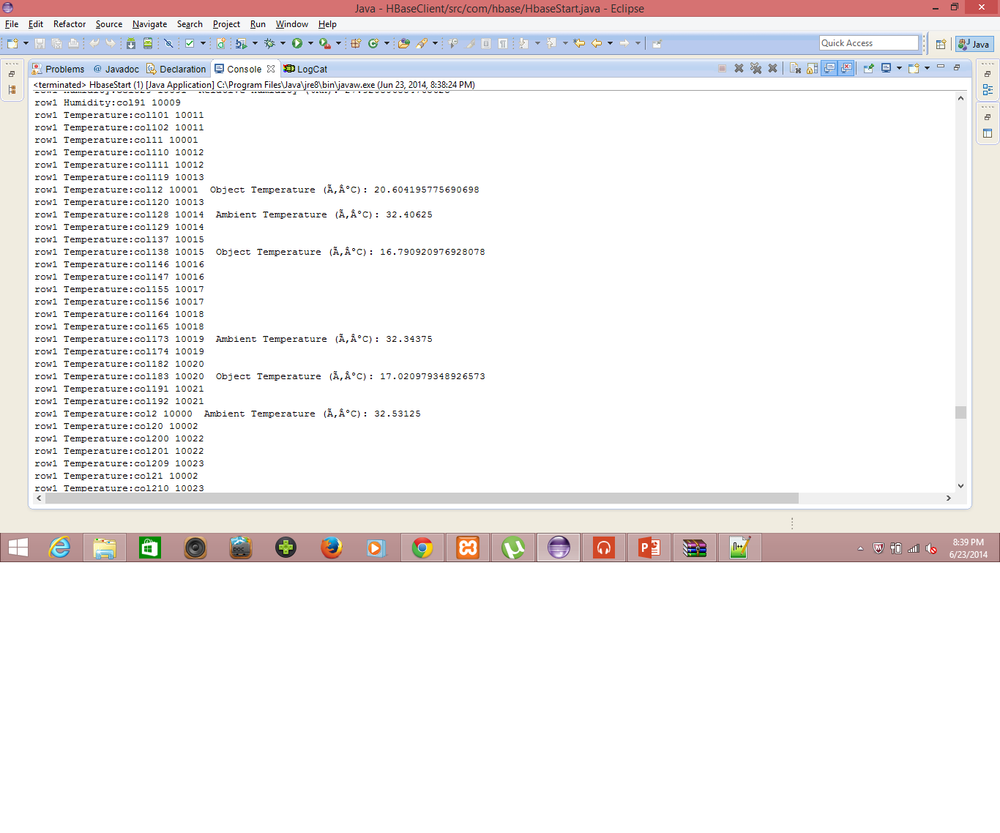 Java - HBaseClient/src/com/hbase/HbaseStart.java - Eclipse
File Edit Refactor Source Navigate Search Project Run Window Help
Quick Access
Java
Problems @ Javadoc Declaration Console LogCat
<terminated> HbaseStart (1) [Java Application] C:\Program Files\Java\jre8\bin\javaw.exe (Jun 23, 2014, 8:38:24 PM)
row1 Humidity:col91 10009
row1 Temperature:col101 10011
row1 Temperature:col102 10011
row1 Temperature:col11 10001
row1 Temperature:col110 10012
row1 Temperature:col111 10012
row1 Temperature:col119 10013
row1 Temperature:col12 10001  Object Temperature (Ã‚Â°C): 20.604195775690698
row1 Temperature:col120 10013
row1 Temperature:col128 10014  Ambient Temperature (Ã‚Â°C): 32.40625
row1 Temperature:col129 10014
row1 Temperature:col137 10015
row1 Temperature:col138 10015  Object Temperature (Ã‚Â°C): 16.790920976928078
row1 Temperature:col146 10016
row1 Temperature:col147 10016
row1 Temperature:col155 10017
row1 Temperature:col156 10017
row1 Temperature:col164 10018
row1 Temperature:col165 10018
row1 Temperature:col173 10019  Ambient Temperature (Ã‚Â°C): 32.34375
row1 Temperature:col174 10019
row1 Temperature:col182 10020
row1 Temperature:col183 10020  Object Temperature (Ã‚Â°C): 17.020979348926573
row1 Temperature:col191 10021
row1 Temperature:col192 10021
row1 Temperature:col2 10000  Ambient Temperature (Ã‚Â°C): 32.53125
row1 Temperature:col20 10002
row1 Temperature:col200 10022
row1 Temperature:col201 10022
row1 Temperature:col209 10023
row1 Temperature:col21 10002
row1 Temperature:col210 10023
8:39 PM
6/23/2014